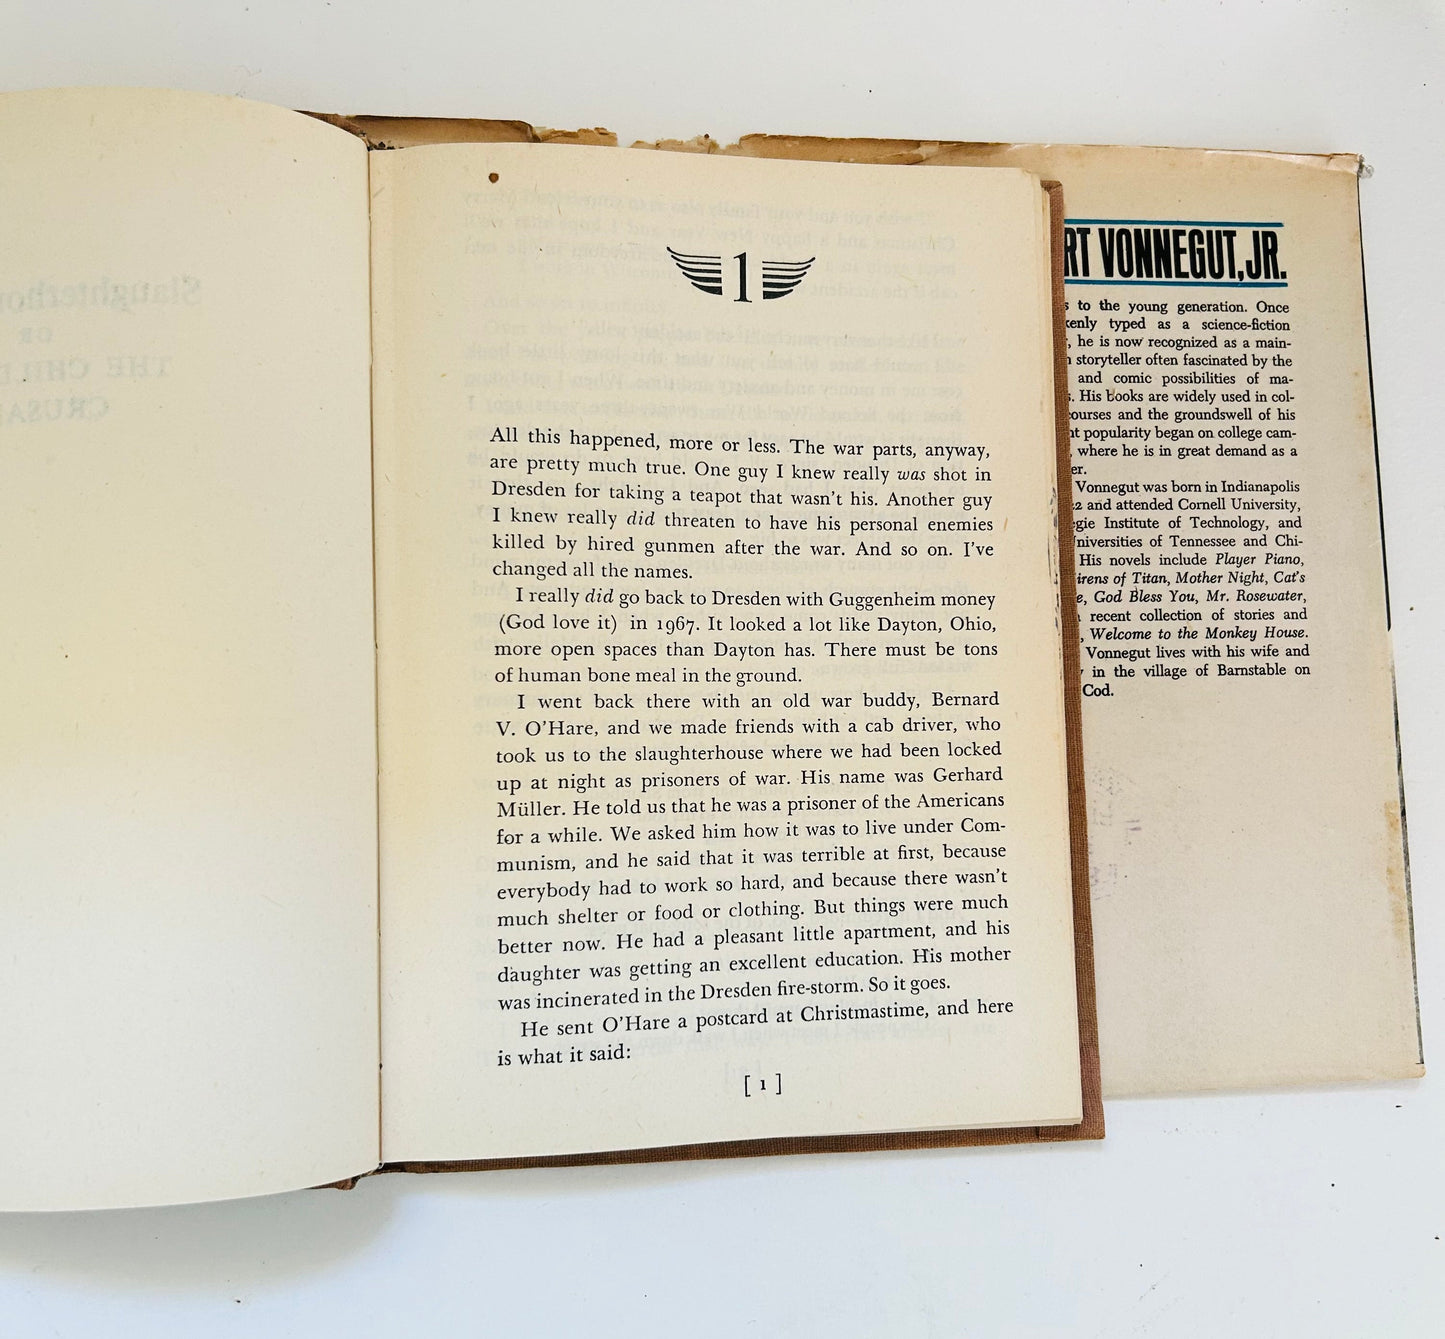 1
All this happened, more or less. The war parts, anyway,
are pretty much true. One guy I knew really was shot in
Dresden for taking a teapot that wasn't his. Another guy
I knew really did threaten to have his personal enemies
killed by hired gunmen after the war. And so on. I've
changed all the names.
I really did go back to Dresden with Guggenheim money
(God love it) in 1967. It looked a lot like Dayton, Ohio,
more open spaces than Dayton has. There must be tons
of human bone meal in the ground.
I went back there with an old war buddy, Bernard
V. O'Hare, and we made friends with a cab driver, who
took us to the slaughterhouse where we had been locked
up at night as prisoners of war. His name was Gerhard
Müller. He told us that he was a prisoner of the Americans
for a while. We asked him how it was to live under Com-
munism, and he said that it was terrible at first, because
everybody had to work so hard, and because there wasn't
much shelter or food or clothing. But things were much
better now. He had a pleasant little apartment, and his
daughter was getting an excellent education. His mother
was incinerated in the Dresden fire-storm. So it goes.
He sent O'Hare a postcard at Christmastime, and here
is what it said:
[ 1 ]
RT VONNEGUT, JR.
to the young generation. Once
kenly typed as a science-fiction
, he is now recognized as a main-
storyteller often fascinated by the
and comic possibilities of ma-
. His books are widely used in col-
courses and the groundswell of his
nt popularity began on college cam-
, where he is in great demand as a
er.
Vonnegut was born in Indianapolis
2 and attended Cornell University,
gie Institute of Technology, and
Universities of Tennessee and Chi-
His novels include Player Piano,
irens of Titan, Mother Night, Cat's
e, God Bless You, Mr. Rosewater,
recent collection of stories and
, Welcome to the Monkey House.
Vonnegut lives with his wife and
y in the village of Barnstable on
Cod.